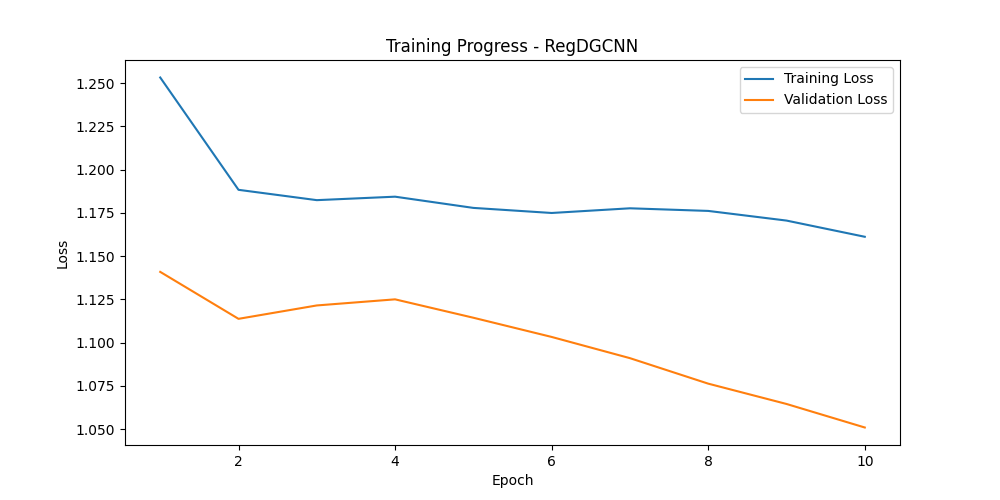 Training Progress - RegDGCNN
Training Loss
Validation Loss
1.250
1.225
1.200
1.175
1.150
1.125
1.100
1.075
1.050
Loss
2 4 6 8 10
Epoch